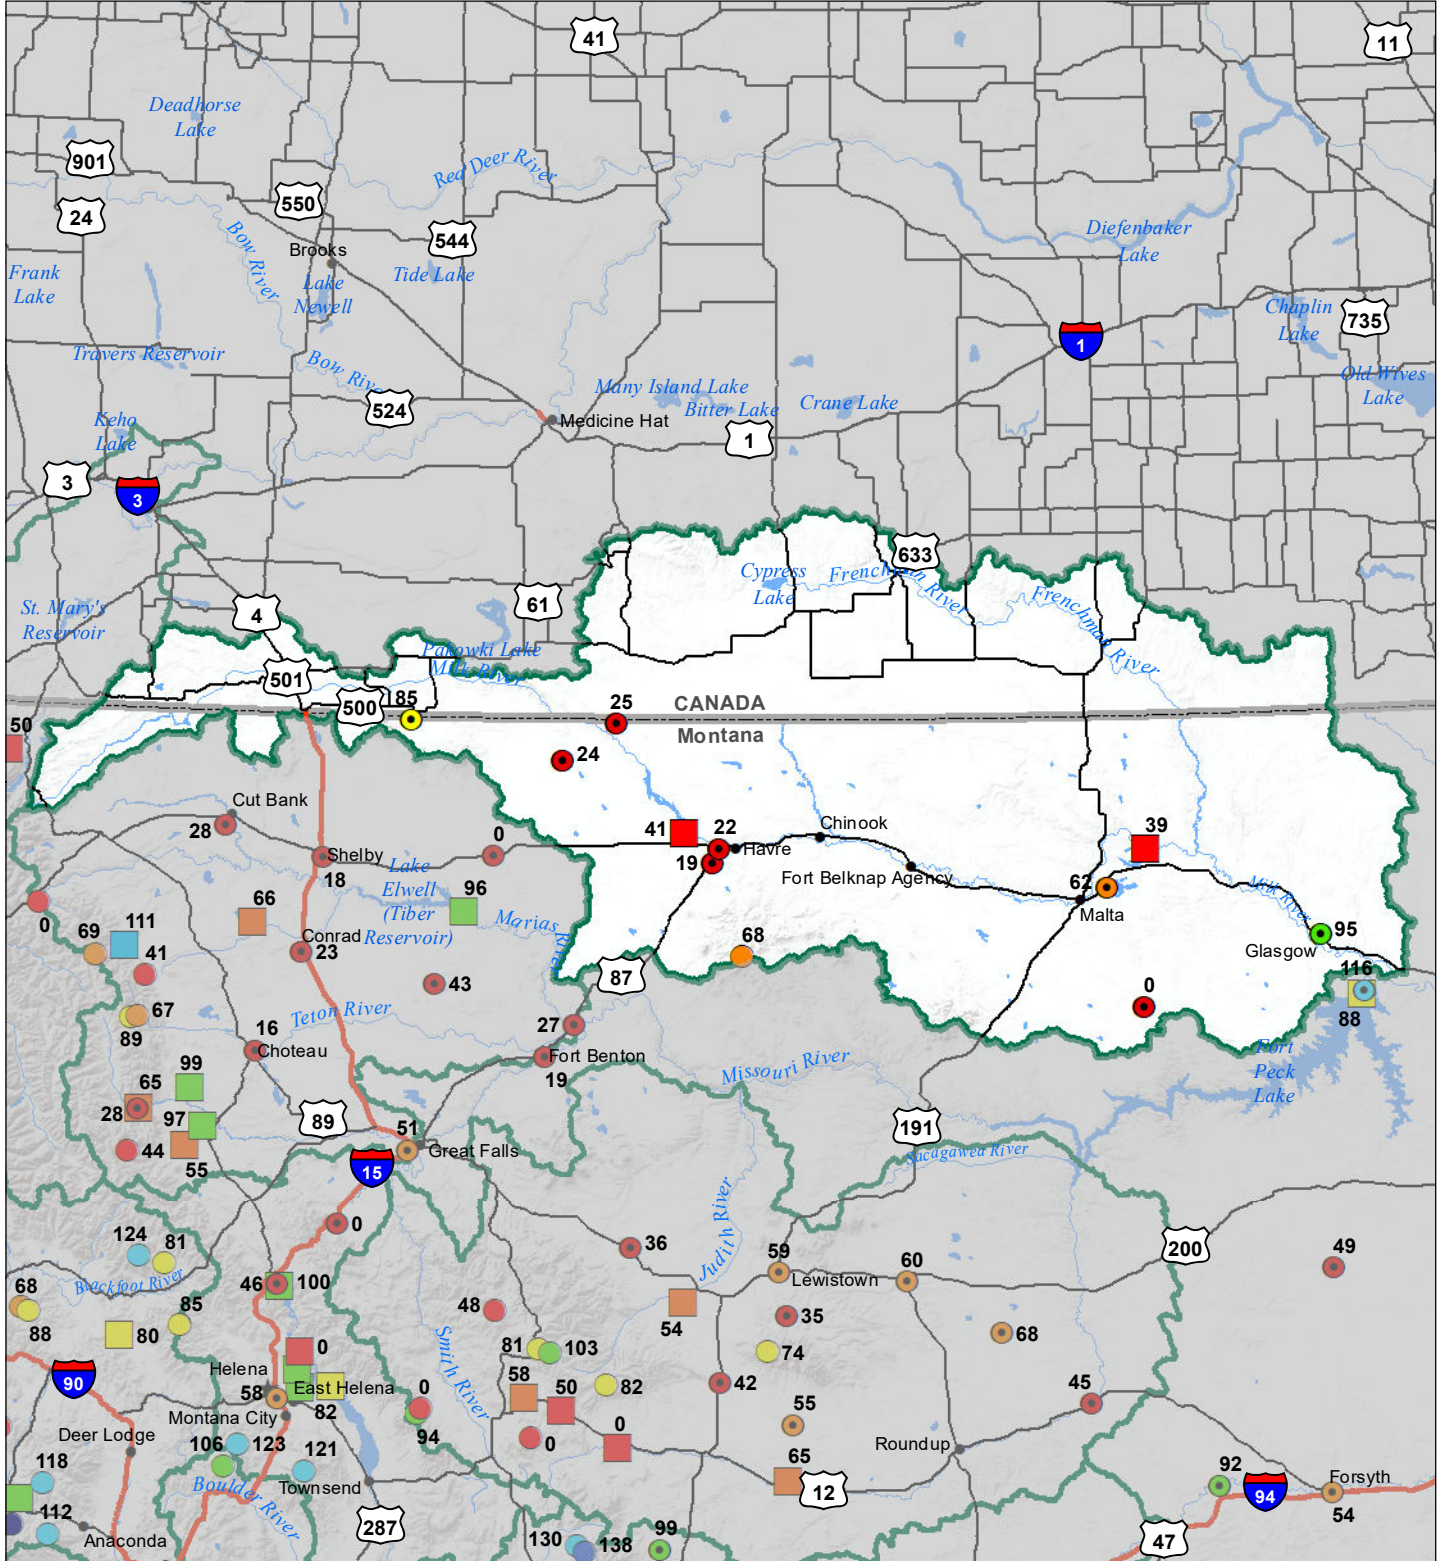 41
11
Deadhorse
Lake
901
Red Deer River
550
24
Bow River
544
Brooks
Diefenbaker
Lake
Frank
Lake
Lake
Newell
Tide Lake
Chaplin
Lake
735
1
Travers Reservoir
Bow River
Many Island Lake
Old Wives
Lake
524
Bitter Lake
Crane Lake
Keho
Lake
Medicine Hat
1
3
3
633
Cypress
Lake
Frenchman River
61
Frenchman River
St. Mary's
Reservoir
4
Pakowki Lake
Milk River
501
500
85
25
CANADA
Montana
50
24
Cut Bank
28
0
41
22
Chinook
39
Shelby
18
Lake
Elwell
(Tiber
Reservoir)
19
Havre
Fort Belknap Agency
62
Malta
Milk River
96
66
0
Marias River
111
69
41
Conrad
23
68
Glasgow
95
116
88
43
87
0
67
89
Teton River
27
16
Choteau
Fort Benton
19
Missouri River
Fort
Peck
Lake
99
65
28
97
89
191
44
55
51
Great Falls
Sacagawea River
15
0
Judith River
124
81
36
59
200
49
Blackfoot River
46
100
Lewistown
60
68
88
85
48
54
35
80
Smith River
81
103
74
68
0
Helena
90
58
East Helena
82
0
58
50
82
42
45
Montana City
94
55
Deer Lodge
106
123
0
0
Roundup
118
121
65
92
Forsyth
Boulder River
Townsend
12
94
54
112
287
Anaconda
130
138
99
47